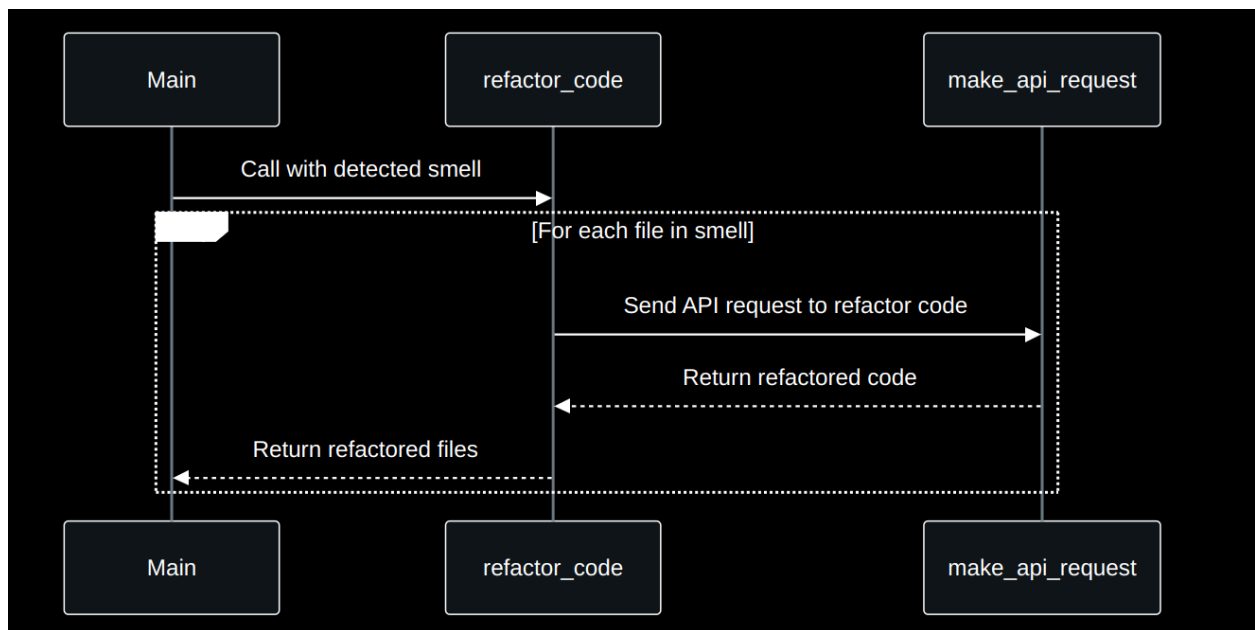 Main
refactor_code
make_api_request
Call with detected smell
[For each file in smell]
Send API request to refactor code
Return refactored code
Return refactored files
Main
refactor_code
make_api_request